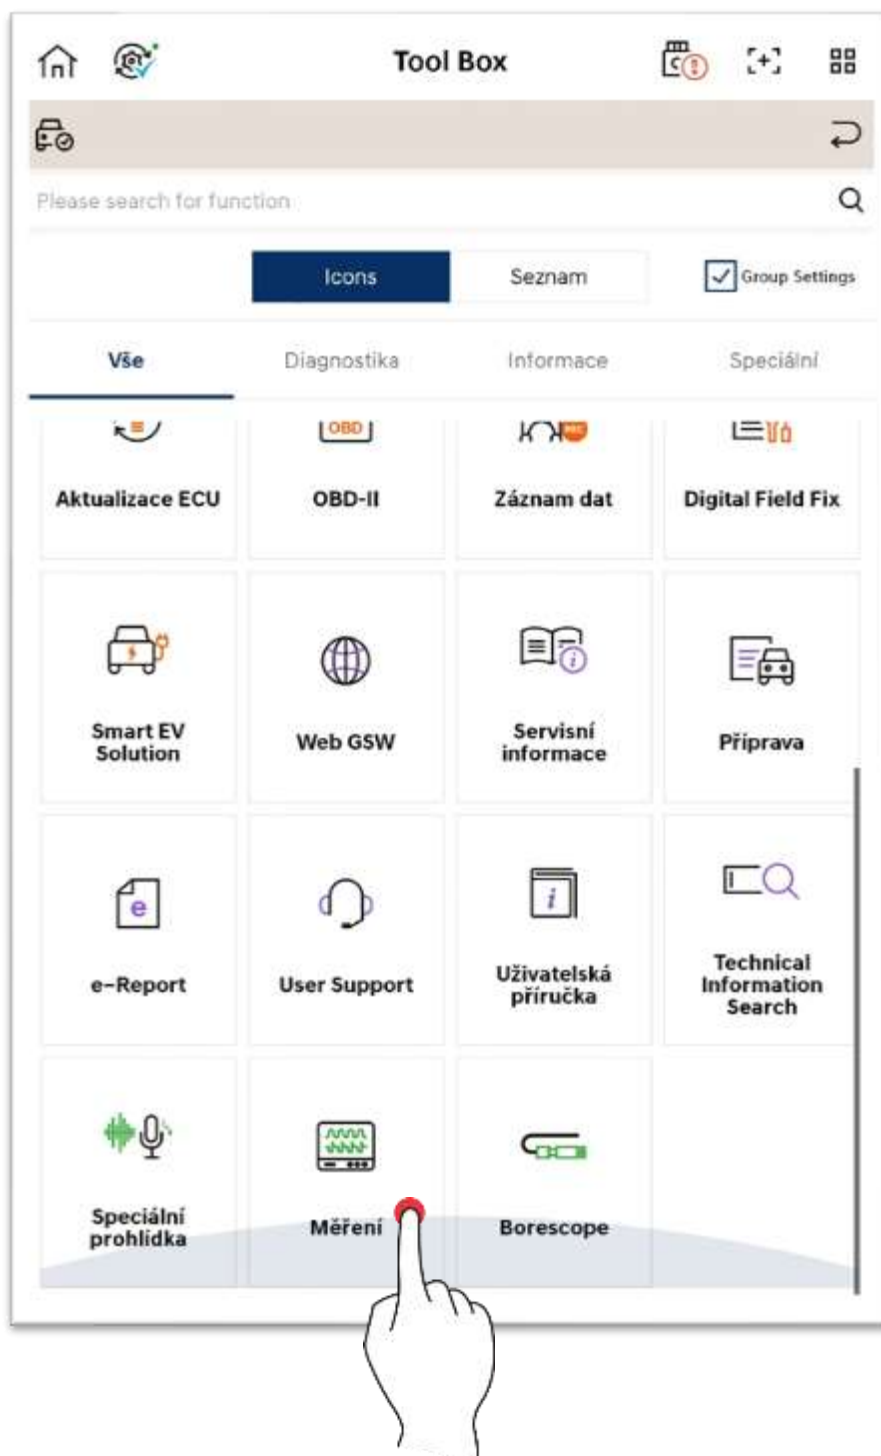 Tool Box
Please search for function
Icons
Seznam
Group Settings
Vše
Diagnostika
Informace
Speciální
OBD
REC
Aktualizace ECU
OBD-II
Záznam dat
Digital Field Fix
Smart EV
Solution
Web GSW
Servisní
informace
Příprava
e
i
e-Report
User Support
Uživatelská
příručka
Technical
Information
Search
Speciální
prohlídka
Měření
Borescope